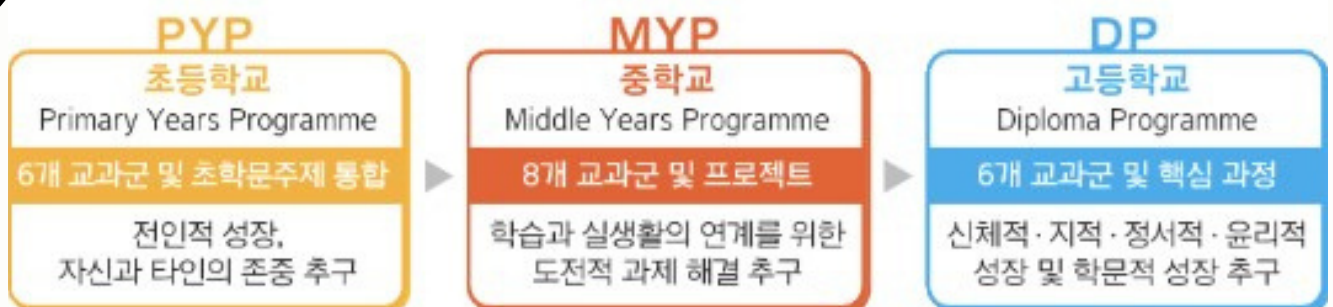 PYP
초등학교
Primary Years Programme
6개 교과군 및 초학문주제 통합
전인적 성장,
자신과 타인의 존중 추구
MYP
중학교
Middle Years Programme
8개 교과군 및 프로젝트
학습과 실생활의 연계를 위한
도전적 과제 해결 추구
DP
고등학교
Diploma Programme
6개 교과군 및 핵심 과정
신체적 · 지적 · 정서적 · 윤리적
성장 및 학문적 성장 추구